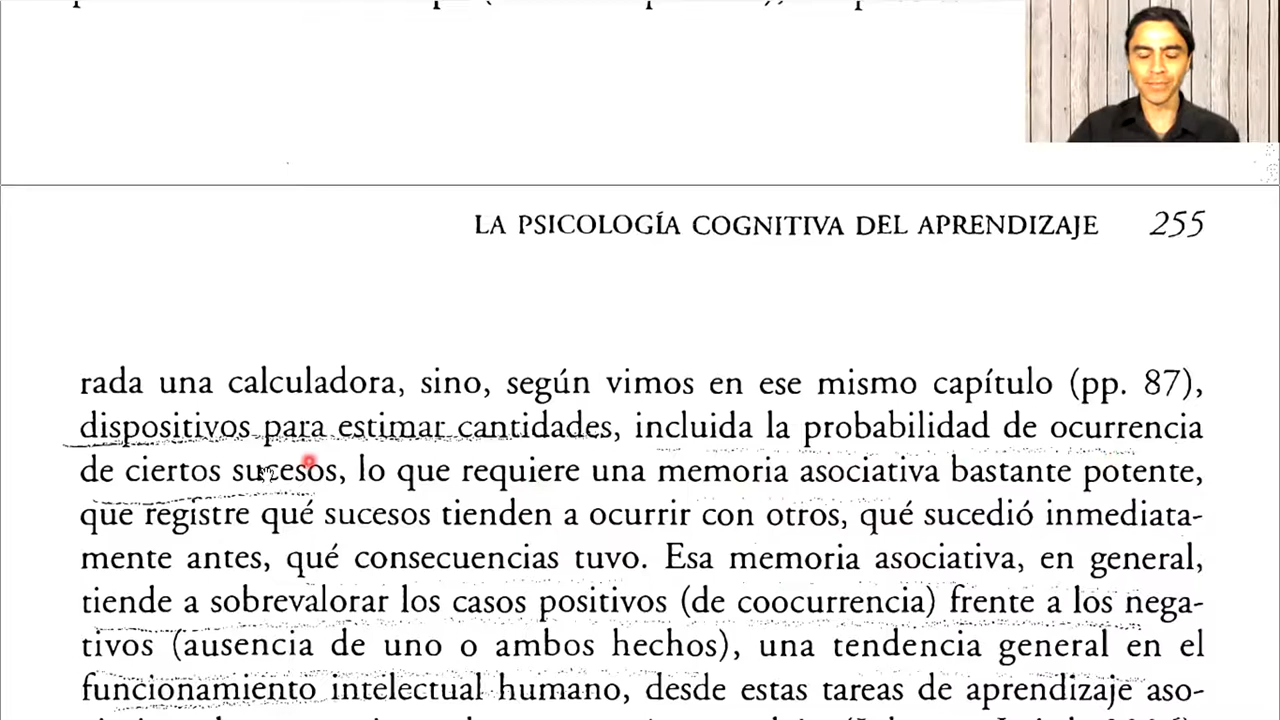 LA PSICOLOGÍA COGNITIVA DEL APRENDIZAJE 255
rada una calculadora, sino, según vimos en ese mismo capítulo (pp. 87),
dispositivos para estimar cantidades, incluida la probabilidad de ocurrencia
de ciertos sucesos, lo que requiere una memoria asociativa bastante potente,
que registre qué sucesos tienden a ocurrir con otros, qué sucedió inmediata-
mente antes, qué consecuencias tuvo. Esa memoria asociativa, en general,
tiende a sobrevalorar los casos positivos (de coocurrencia) frente a los nega-
tivos (ausencia de uno o ambos hechos), una tendencia general en el
funcionamiento intelectual humano, desde estas tareas de aprendizaje aso-